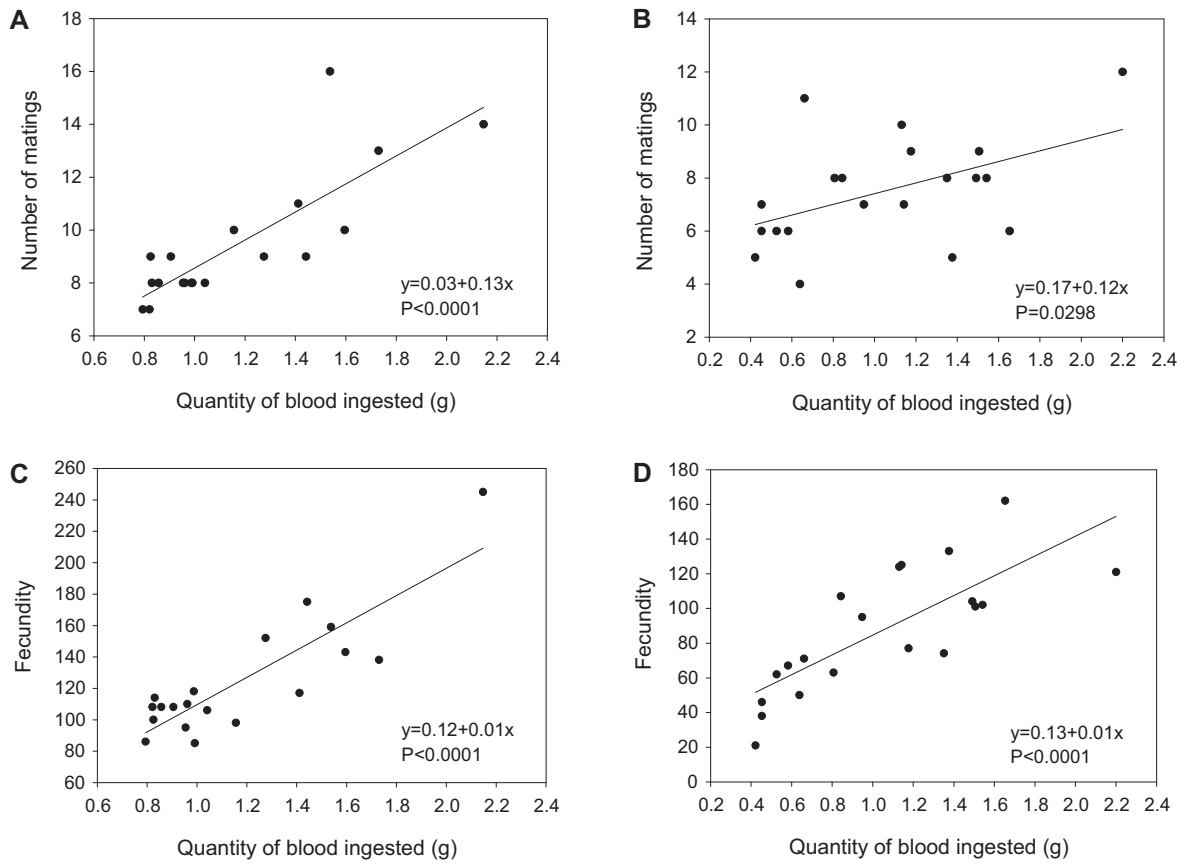 A
18
16
14
12
10
8
6
0.6 0.8 1.0 1.2 1.4 1.6 1.8 2.0 2.2 2.4
Number of matings
Quantity of blood ingested (g)
y=0.03+0.13x
P<0.0001
B
14
12
10
8
6
4
2
0.2 0.4 0.6 0.8 1.0 1.2 1.4 1.6 1.8 2.0 2.2 2.4
Number of matings
Quantity of blood ingested (g)
y=0.17+0.12x
P=0.0298
C
260
240
220
200
180
160
140
120
100
80
60
0.6 0.8 1.0 1.2 1.4 1.6 1.8 2.0 2.2 2.4
Fecundity
Quantity of blood ingested (g)
y=0.12+0.01x
P<0.0001
D
180
160
140
120
100
80
60
40
20
0
0.2 0.4 0.6 0.8 1.0 1.2 1.4 1.6 1.8 2.0 2.2 2.4
Fecundity
Quantity of blood ingested (g)
y=0.13+0.01x
P<0.0001